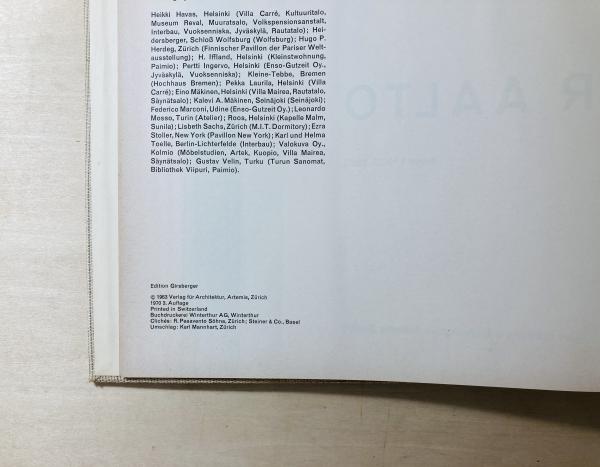 Heikki Havas, Helsinki (Villa Carré, Kultuuritalo,
Museum Reval, Muuratsalo, Volkspensionsanstalt,
Interbau, Vuoksenniska, Jyväskylä, Rautatalo); Hei-
dersberger, Schloß Wolfsburg (Wolfsburg); Hugo P.
Herdeg, Zürich (Finnischer Pavillon der Pariser Welt-
ausstellung); H. Iffland, Helsinki (Kleinstwohnung,
Paimio); Pertti Ingervo, Helsinki (Enso-Gutzeit Oy.,
Jyväskylä, Vuoksenniska); Kleine-Tebbe, Bremen
(Hochhaus Bremen); Pekka Laurila, Helsinki (Villa
Carré); Eino Mäkinen, Helsinki (Villa Mairea, Rautatalo,
Säynätsalo); Kalevi A. Mäkinen, Seinäjoki (Seinäjoki);
Federico Marconi, Udine (Enso-Gutzeit Oy.); Leonardo
Mosso, Turin (Atelier); Roos, Helsinki (Kapelle Malm,
Sunila); Lisbeth Sachs, Zürich (M.I.T. Dormitory); Ezra
Stoller, New York (Pavillon New York); Karl und Helma
Toelle, Berlin-Lichterfelde (Interbau); Valokuva Oy.,
Kolmio (Möbelstudien, Artek, Kuopio, Villa Mairea,
Säynätsalo); Gustav Velin, Turku (Turun Sanomat,
Bibliothek Viipuri, Paimio).
Edition Girsberger
© 1963 Verlag für Architektur, Artemis, Zürich
1970 3. Auflage
Printed in Switzerland
Buchdruckerei Winterthur AG, Winterthur
Clichés: R. Pesavento Söhne, Zürich; Steiner & Co., Basel
Umschlag: Karl Mannhart, Zürich